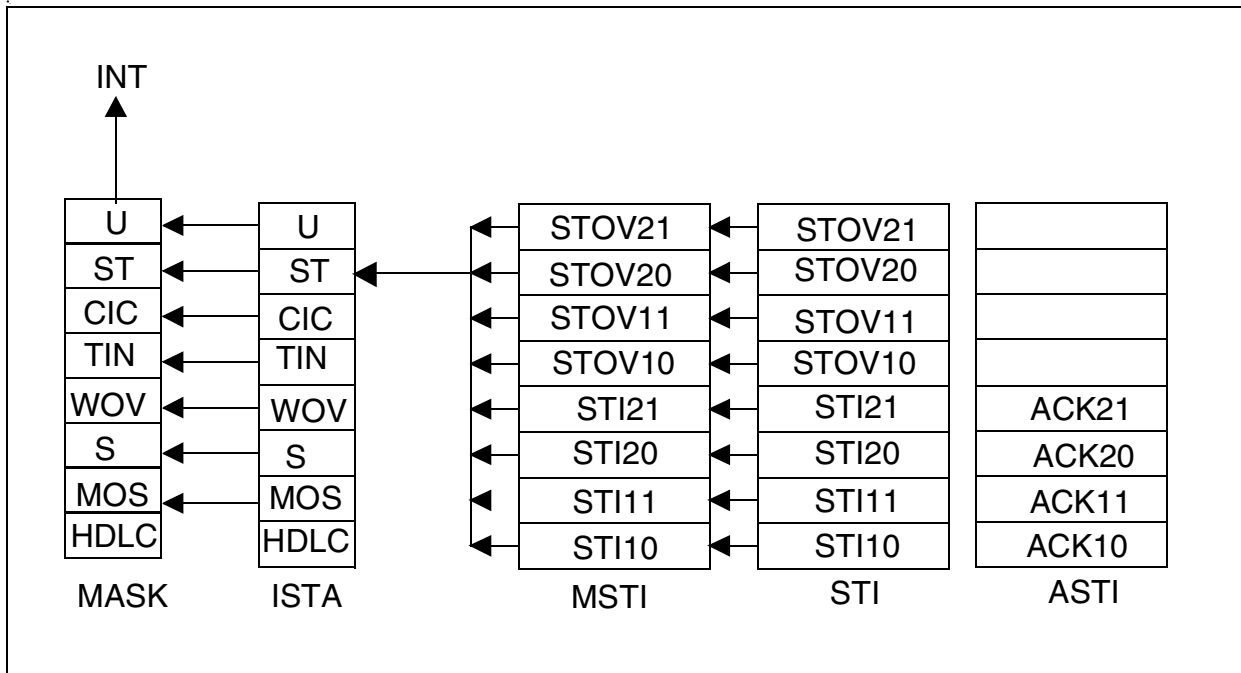 INT
U U STOV21 STOV21
ST ST STOV20 STOV20
CIC CIC STOV11 STOV11
TIN TIN STOV10 STOV10
WOV WOV STI21 STI21 ACK21
S S STI20 STI20 ACK20
MOS MOS STI11 STI11 ACK11
HDLC HDLC STI10 STI10 ACK10
MASK ISTA MSTI STI ASTI